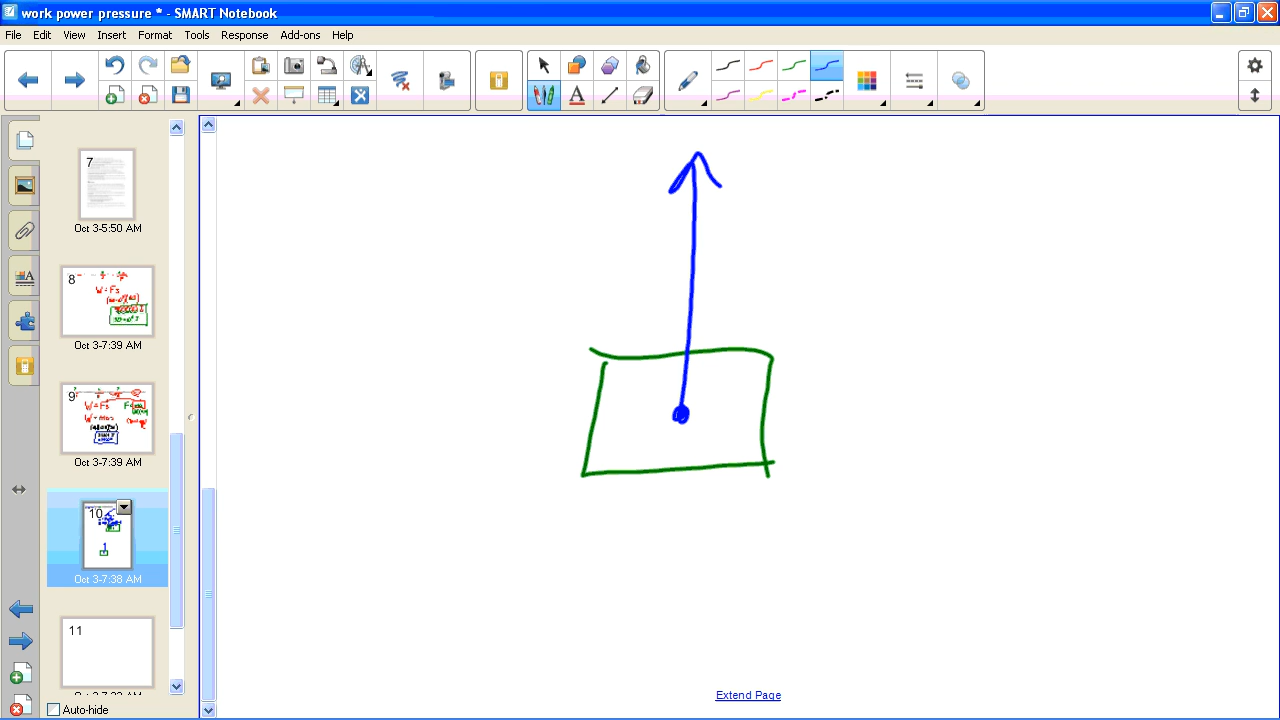 work power pressure * - SMART Notebook
File Edit View Insert Format Tools Response Add-ons Help
7
Oct 3-5:50 AM
8
W = Fs
Oct 3-7:39 AM
9
W = Fs
Oct 3-7:39 AM
10
Oct 3-7:38 AM
11
Auto-hide
Extend Page